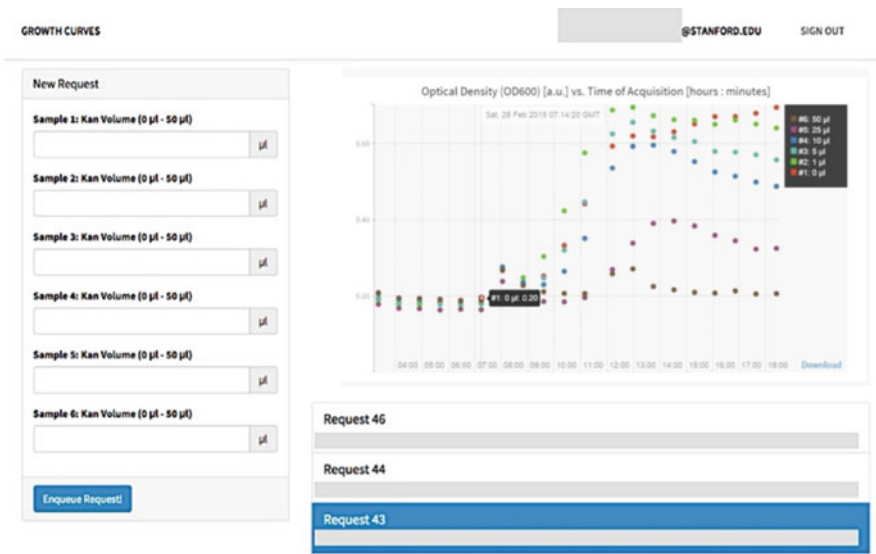 GROWTH CURVES
@STANFORD.EDU
SIGN OUT
New Request
Sample 1: Kan Volume (0 µl - 50 µl)
µl
Sample 2: Kan Volume (0 µl - 50 µl)
µl
Sample 3: Kan Volume (0 µl - 50 µl)
µl
Sample 4: Kan Volume (0 µl - 50 µl)
µl
Sample 5: Kan Volume (0 µl - 50 µl)
µl
Sample 6: Kan Volume (0 µl - 50 µl)
µl
Enqueue Request!
Optical Density (OD600) [a.u.] vs. Time of Acquisition [hours : minutes]
Sat, 28 Feb 2015 07:14:20 GMT
#6: 50 µl
#5: 25 µl
#4: 10 µl
#3: 5 µl
#2: 1 µl
#1: 0 µl
0.60
0.40
0.20
#1: 0 µl: 0.20
04:00 05:00 06:00 07:00 08:00 09:00 10:00 11:00 12:00 13:00 14:00 15:00 16:00 17:00 18:00
Download
Request 46
Request 44
Request 43